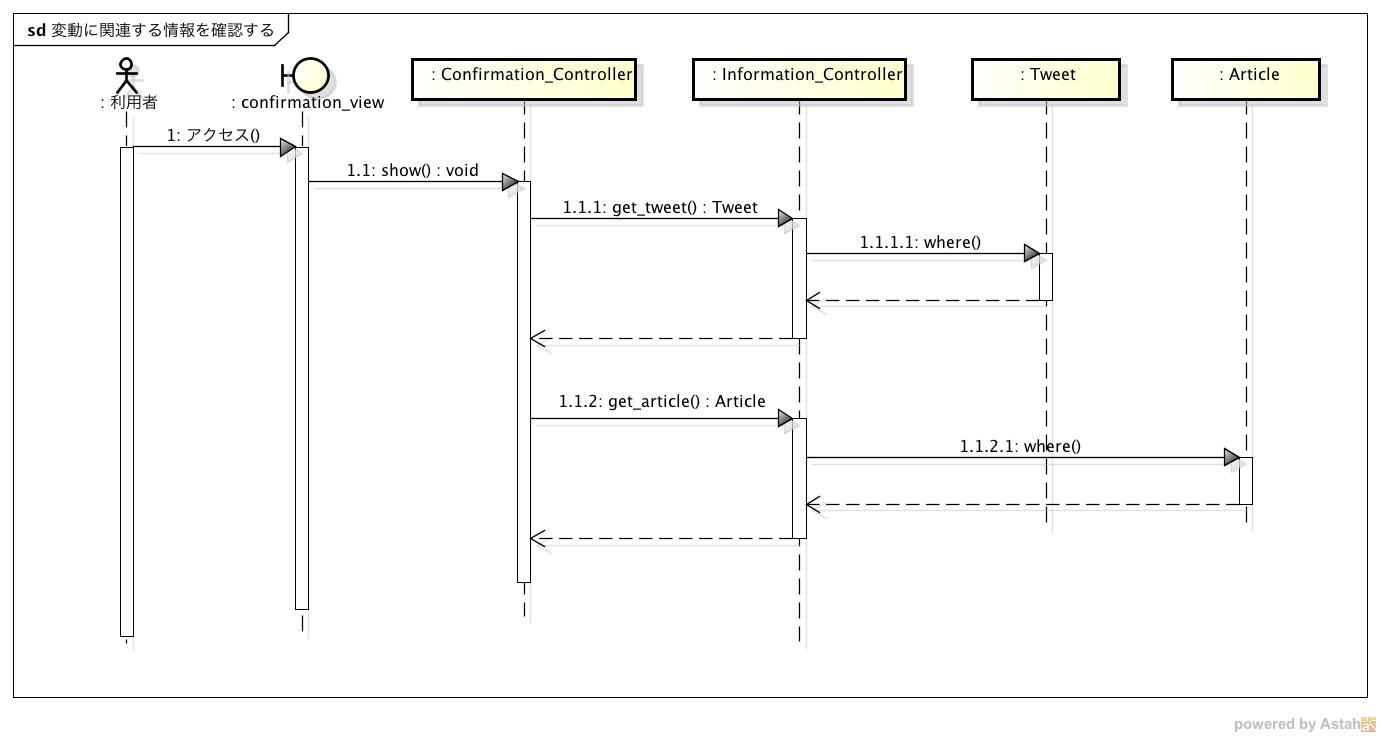 sd 変動に関連する情報を確認する
: 利用者
: confirmation_view
: Confirmation_Controller
: Information_Controller
: Tweet
: Article
1: アクセス()
1.1: show() : void
1.1.1: get_tweet() : Tweet
1.1.1.1: where()
1.1.2: get_article() : Article
1.1.2.1: where()
powered by Astah